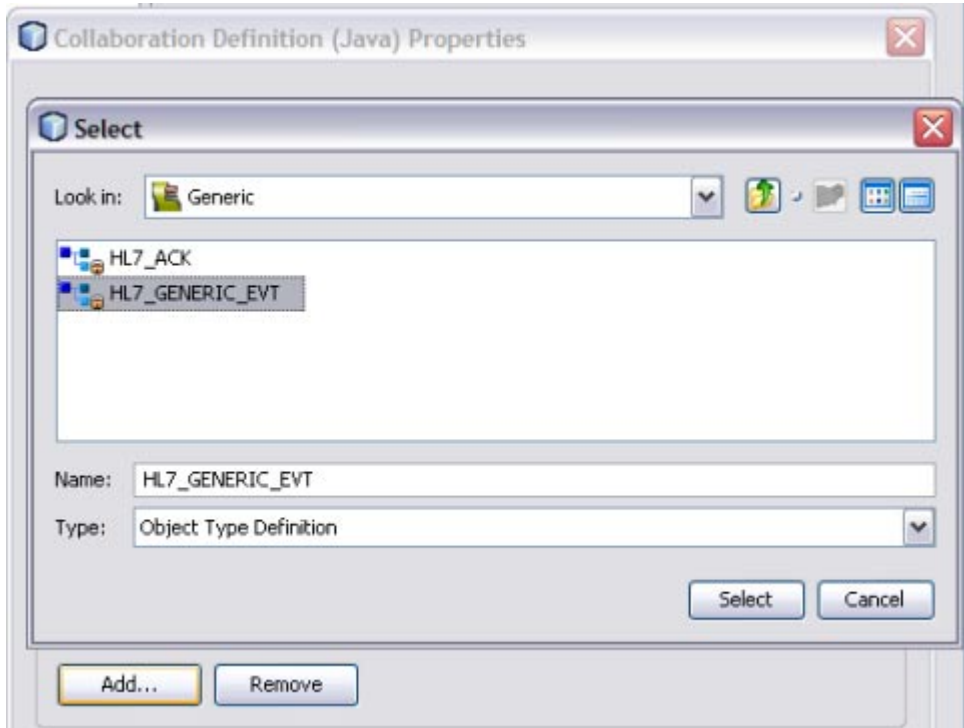 Collaboration Definition (Java) Properties
Select
Look in: Generic
HL7_ACK
HL7_GENERIC_EVT
Name: HL7_GENERIC_EVT
Type: Object Type Definition
Select Cancel
Add... Remove